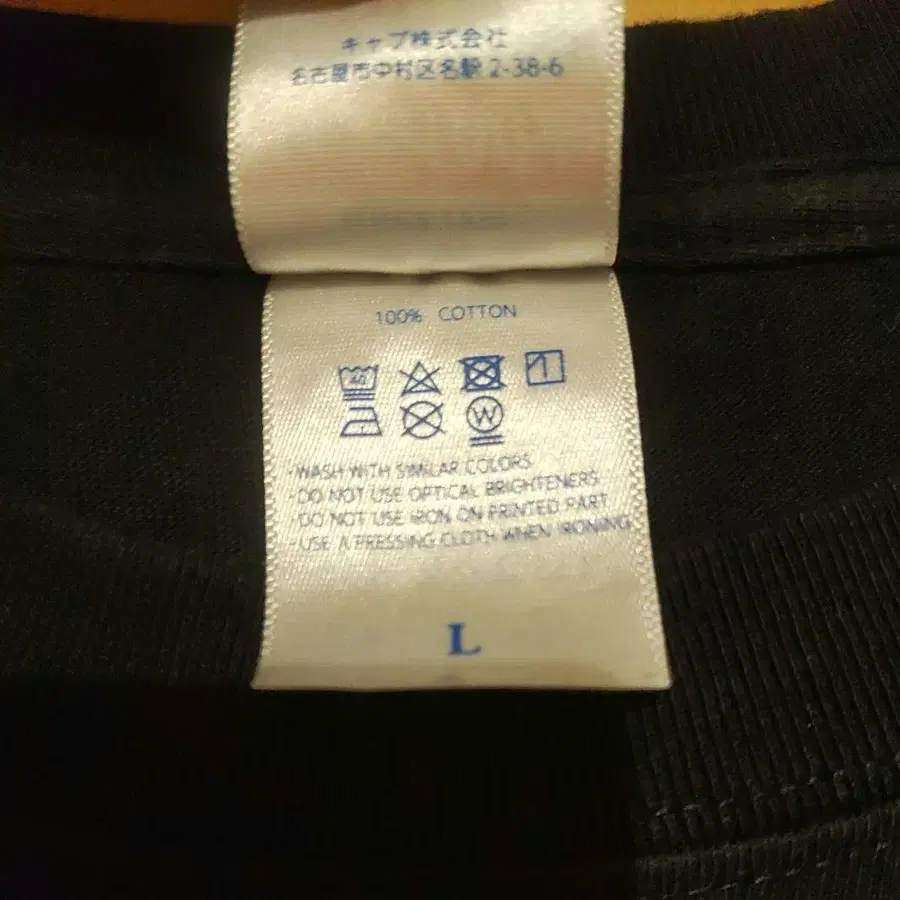 キャブ株式会社
名古屋市中村区名駅 2-38-6
100% COTTON
W
・WASH WITH SIMILAR COLORS
・DO NOT USE OPTICAL BRIGHTENERS
・DO NOT USE IRON ON PRINTED PART
・USE A PRESSING CLOTH WHEN IRONING
L